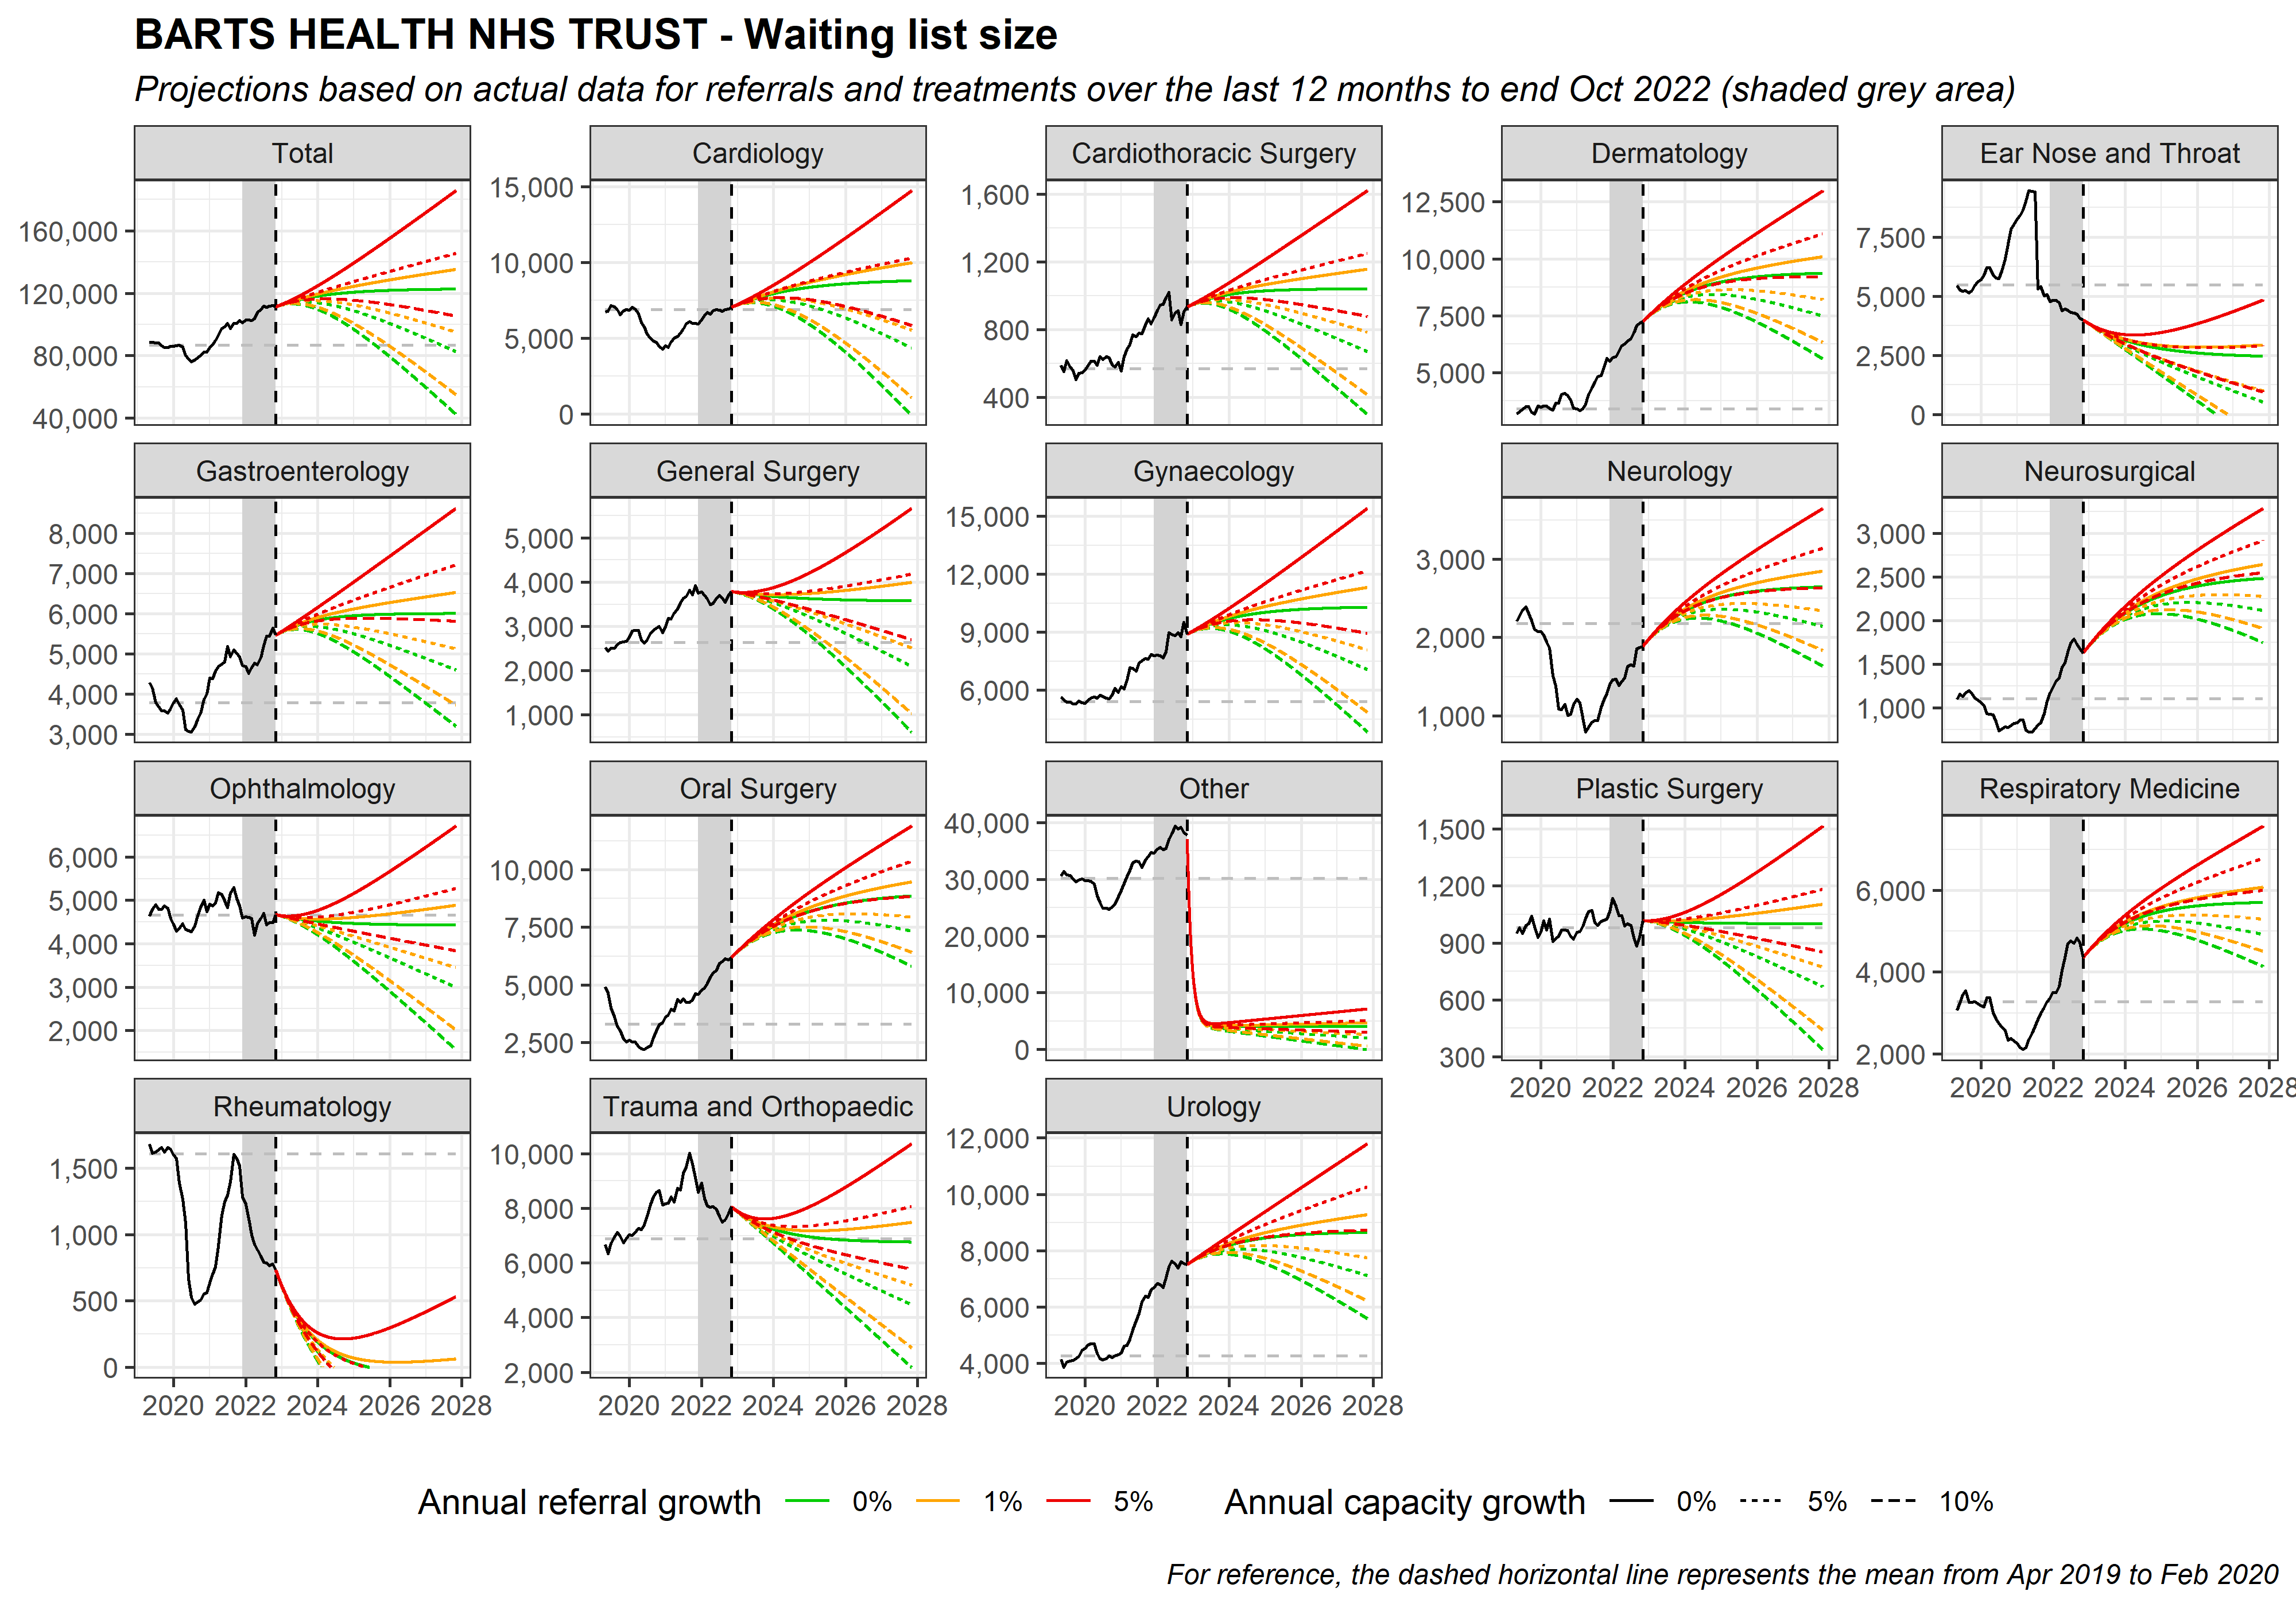 BARTS HEALTH NHS TRUST - Waiting list size
Projections based on actual data for referrals and treatments over the last 12 months to end Oct 2022 (shaded grey area)
Total
160,000
120,000
80,000
40,000
Cardiology
15,000
10,000
5,000
0
Cardiothoracic Surgery
1,600
1,200
800
400
Dermatology
12,500
10,000
7,500
5,000
Ear Nose and Throat
7,500
5,000
2,500
0
Gastroenterology
8,000
7,000
6,000
5,000
4,000
3,000
General Surgery
5,000
4,000
3,000
2,000
1,000
Gynaecology
15,000
12,000
9,000
6,000
Neurology
3,000
2,000
1,000
Neurosurgical
3,000
2,500
2,000
1,500
1,000
Ophthalmology
6,000
5,000
4,000
3,000
2,000
Oral Surgery
10,000
7,500
5,000
2,500
Other
40,000
30,000
20,000
10,000
0
Plastic Surgery
1,500
1,200
900
600
300
2020 2022 2024 2026 2028
Respiratory Medicine
6,000
4,000
2,000
2020 2022 2024 2026 2028
Rheumatology
1,500
1,000
500
0
2020 2022 2024 2026 2028
Trauma and Orthopaedic
10,000
8,000
6,000
4,000
2,000
2020 2022 2024 2026 2028
Urology
12,000
10,000
8,000
6,000
4,000
2020 2022 2024 2026 2028
Annual referral growth 0% 1% 5% Annual capacity growth 0% 5% 10%
For reference, the dashed horizontal line represents the mean from Apr 2019 to Feb 2020